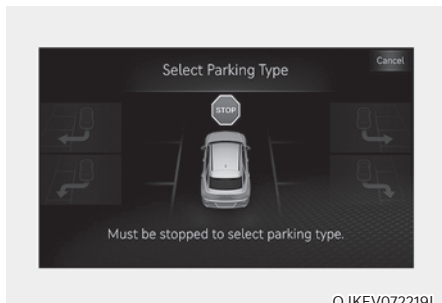 Cancel
Select Parking Type
STOP
Must be stopped to select parking type.
OJKEV072219L